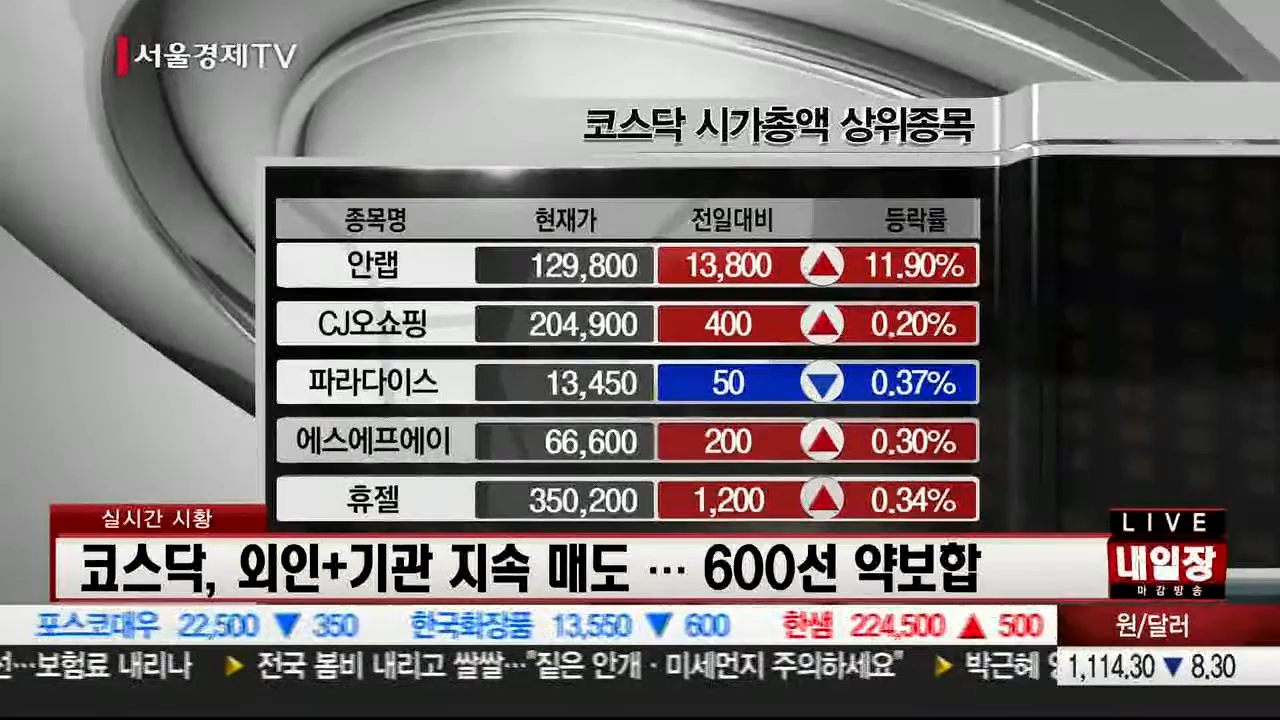 서울경제TV
코스닥 시가총액 상위종목
종목명 현재가 전일대비 등락률
안랩 129,800 13,800 ▲ 11.90%
CJ오쇼핑 204,900 400 ▲ 0.20%
파라다이스 13,450 50 ▼ 0.37%
에스에프에이 66,600 200 ▲ 0.30%
휴젤 350,200 1,200 ▲ 0.34%
실시간 시황
코스닥, 외인+기관 지속 매도 … 600선 약보합
LIVE
내일장
마감방송
포스코대우 22,500 ▼ 350 한국화장품 13,550 ▼ 600 한샘 224,500 ▲ 500
원/달러
선…보험료 내리나 ▶ 전국 봄비 내리고 쌀쌀…"짙은 안개·미세먼지 주의하세요" ▶ 박근혜
1,114.30 ▼ 8.30